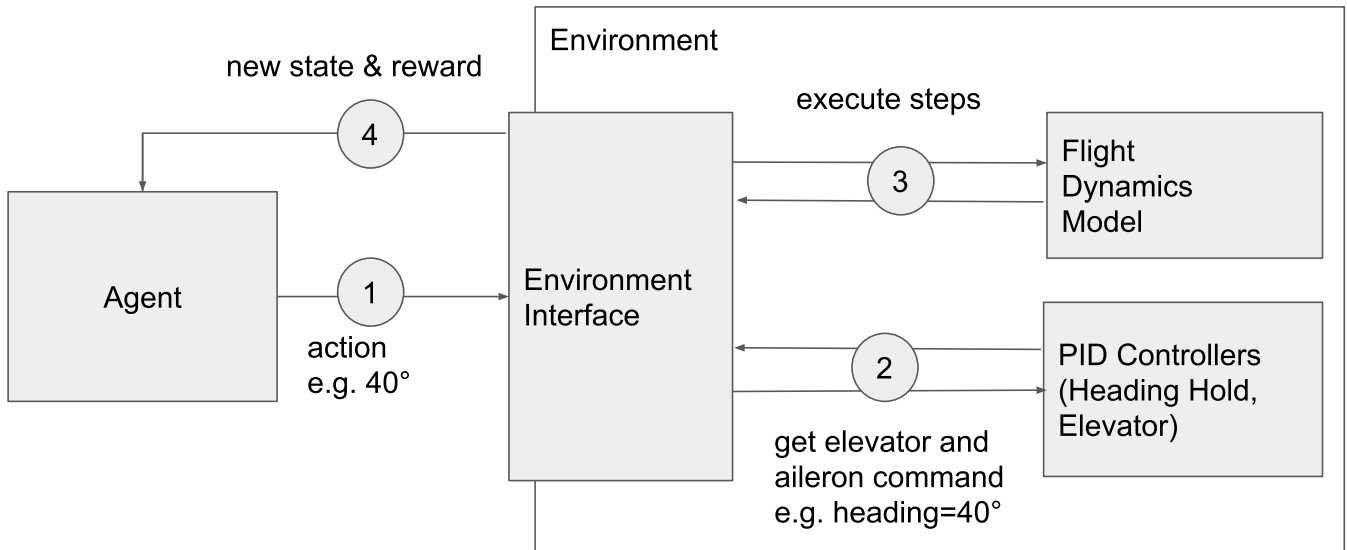 Environment
new state & reward
4
execute steps
3
Flight
Dynamics
Model
Agent
1
action
e.g. 40°
Environment
Interface
2
PID Controllers
(Heading Hold,
Elevator)
get elevator and
aileron command
e.g. heading=40°